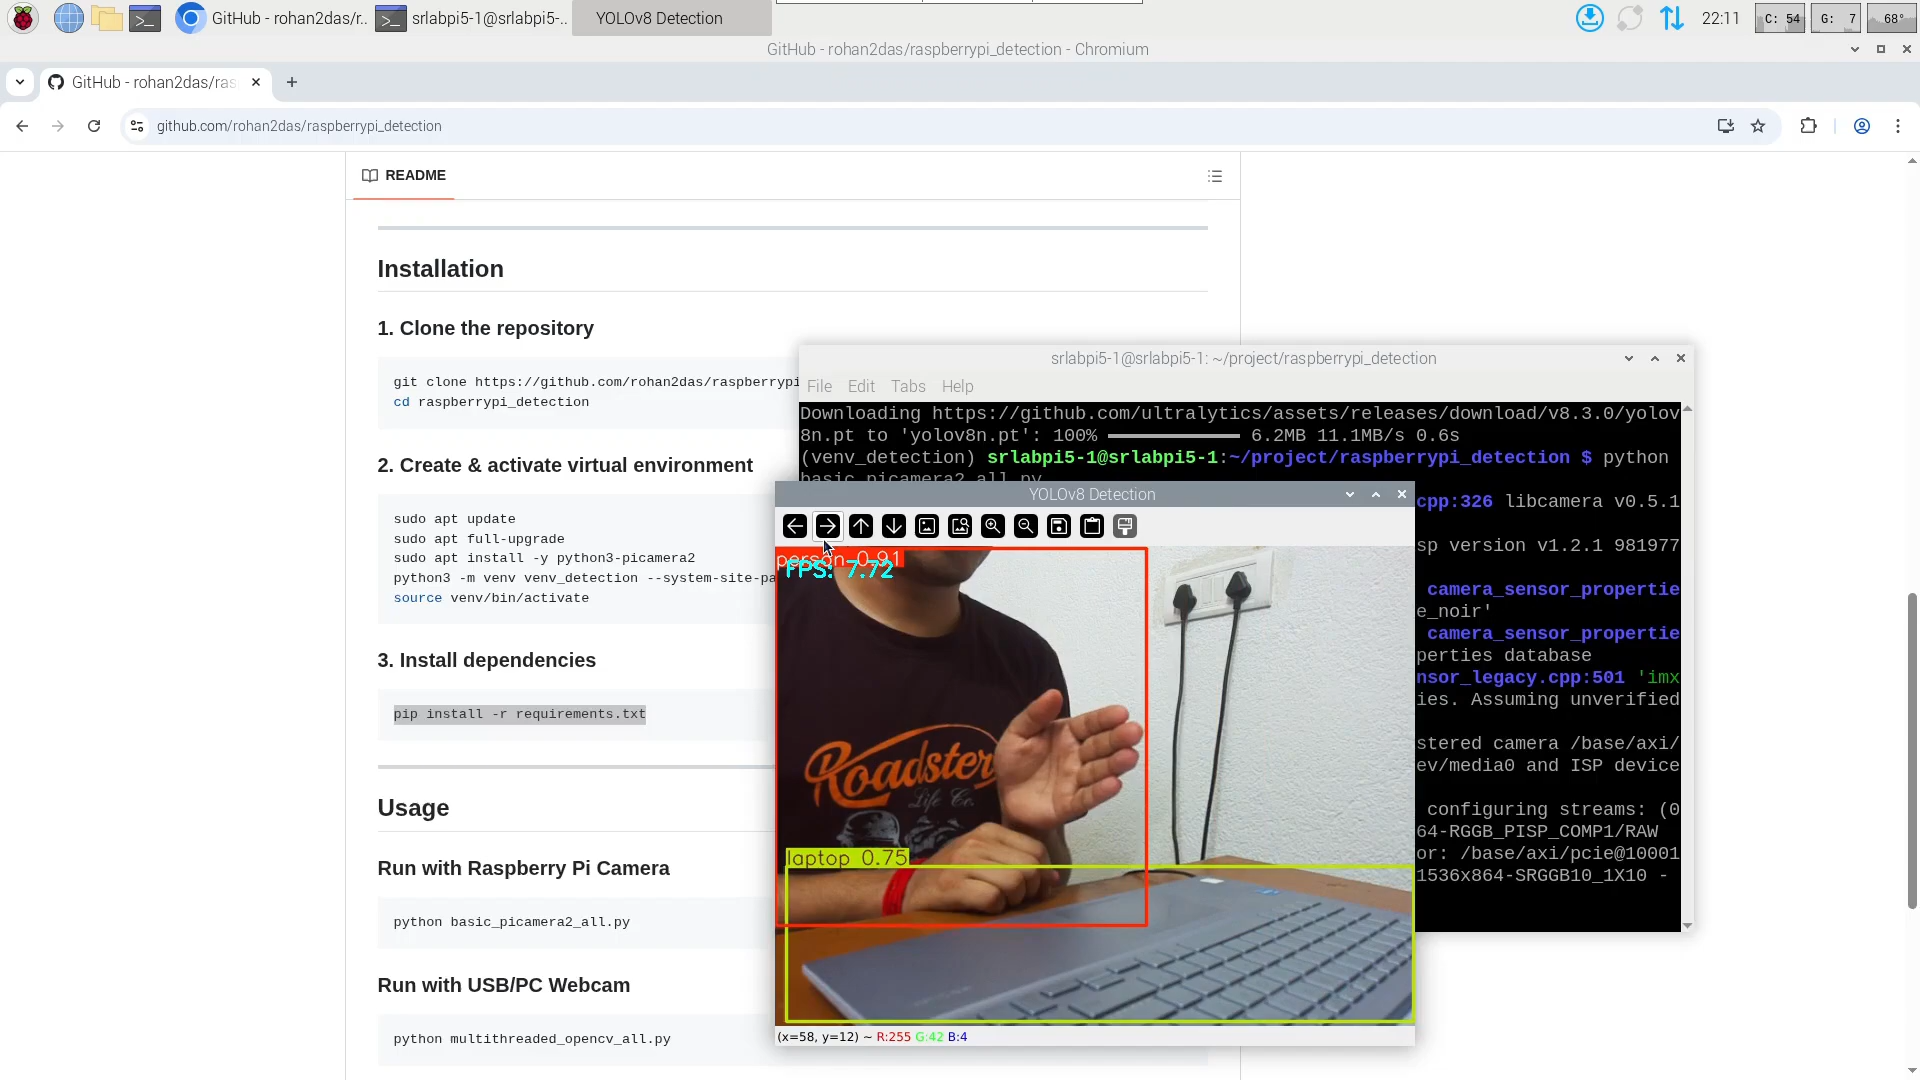 GitHub - rohan2das/r..
srlabpi5-1@srlabpi5-..
YOLOv8 Detection
22:11
C: 54
G: 7
68°
GitHub - rohan2das/raspberrypi_detection - Chromium
GitHub - rohan2das/ras
github.com/rohan2das/raspberrypi_detection
README
Installation
1. Clone the repository
git clone https://github.com/rohan2das/raspberrypi
cd raspberrypi_detection
2. Create & activate virtual environment
sudo apt update
sudo apt full-upgrade
sudo apt install -y python3-picamera2
python3 -m venv venv_detection --system-site-pa
source venv/bin/activate
3. Install dependencies
pip install -r requirements.txt
Usage
Run with Raspberry Pi Camera
python basic_picamera2_all.py
Run with USB/PC Webcam
python multithreaded_opencv_all.py
srlabpi5-1@srlabpi5-1: ~/project/raspberrypi_detection
File Edit Tabs Help
Downloading https://github.com/ultralytics/assets/releases/download/v8.3.0/yolov
8n.pt to 'yolov8n.pt': 100% ━━━━━━━━━━━━ 6.2MB 11.1MB/s 0.6s
(venv_detection) srlabpi5-1@srlabpi5-1:~/project/raspberrypi_detection $ python
basic_picamera2_all.py
cpp:326 libcamera v0.5.1
sp version v1.2.1 981977
camera_sensor_propertie
e_noir'
camera_sensor_propertie
perties database
nsor_legacy.cpp:501 'imx
ies. Assuming unverified
stered camera /base/axi/
ev/media0 and ISP device
configuring streams: (0
64-RGGB_PISP_COMP1/RAW
or: /base/axi/pcie@10001
1536x864-SRGGB10_1X10 -
YOLOv8 Detection
person 0.91
FPS: 7.72
Roadster
Life Co.
laptop 0.75
(x=58, y=12) ~ R:255 G:42 B:4